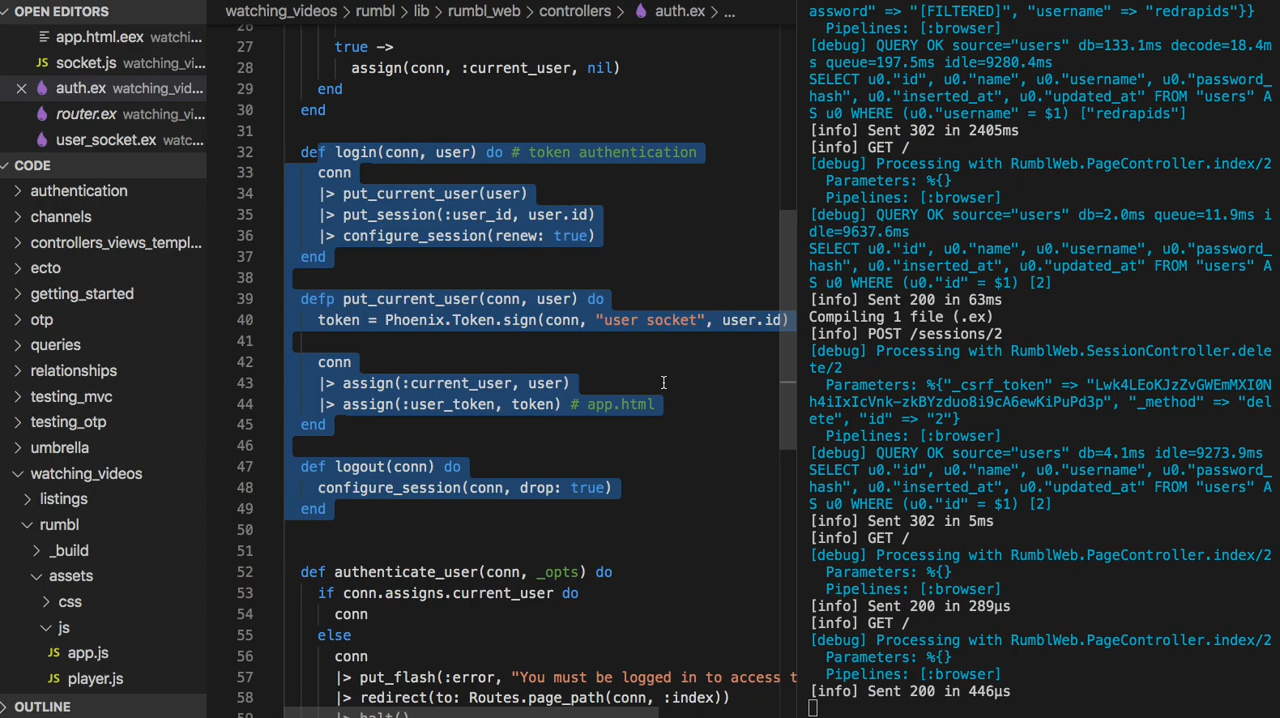 OPEN EDITORS
app.html.eex watchi...
JS socket.js watching_vi...
auth.ex watching_vid...
router.ex watching_vi...
user_socket.ex watc...
CODE
authentication
channels
controllers_views_templ...
ecto
getting_started
otp
queries
relationships
testing_mvc
testing_otp
umbrella
watching_videos
listings
rumbl
_build
assets
css
js
JS app.js
JS player.js
OUTLINE
watching_videos > rumbl > lib > rumbl_web > controllers > auth.ex > ...
26
27 true ->
28 assign(conn, :current_user, nil)
29 end
30 end
31
32 def login(conn, user) do # token authentication
33 conn
34 |> put_current_user(user)
35 |> put_session(:user_id, user.id)
36 |> configure_session(renew: true)
37 end
38
39 defp put_current_user(conn, user) do
40 token = Phoenix.Token.sign(conn, "user socket", user.id)
41
42 conn
43 |> assign(:current_user, user)
44 |> assign(:user_token, token) # app.html
45 end
46
47 def logout(conn) do
48 configure_session(conn, drop: true)
49 end
50
51
52 def authenticate_user(conn, _opts) do
53 if conn.assigns.current_user do
54 conn
55 else
56 conn
57 |> put_flash(:error, "You must be logged in to access t
58 |> redirect(to: Routes.page_path(conn, :index))
59 |> halt()
assword" => "[FILTERED]", "username" => "redrapids"}}
Pipelines: [:browser]
[debug] QUERY OK source="users" db=133.1ms decode=18.4m
s queue=197.5ms idle=9280.4ms
SELECT u0."id", u0."name", u0."username", u0."password_
hash", u0."inserted_at", u0."updated_at" FROM "users" A
S u0 WHERE (u0."username" = $1) ["redrapids"]
[info] Sent 302 in 2405ms
[info] GET /
[debug] Processing with RumblWeb.PageController.index/2
Parameters: %{}
Pipelines: [:browser]
[debug] QUERY OK source="users" db=2.0ms queue=11.9ms i
dle=9637.6ms
SELECT u0."id", u0."name", u0."username", u0."password_
hash", u0."inserted_at", u0."updated_at" FROM "users" A
S u0 WHERE (u0."id" = $1) [2]
[info] Sent 200 in 63ms
Compiling 1 file (.ex)
[info] POST /sessions/2
[debug] Processing with RumblWeb.SessionController.dele
te/2
Parameters: %{"_csrf_token" => "Lwk4LEoKJzZvGWEmMXI0N
h4iIxIcVnk-zkBYzduo8i9cA6ewKiPuPd3p", "_method" => "del
ete", "id" => "2"}
Pipelines: [:browser]
[debug] QUERY OK source="users" db=4.1ms idle=9273.9ms
SELECT u0."id", u0."name", u0."username", u0."password_
hash", u0."inserted_at", u0."updated_at" FROM "users" A
S u0 WHERE (u0."id" = $1) [2]
[info] Sent 302 in 5ms
[info] GET /
[debug] Processing with RumblWeb.PageController.index/2
Parameters: %{}
Pipelines: [:browser]
[info] Sent 200 in 289µs
[info] GET /
[debug] Processing with RumblWeb.PageController.index/2
Parameters: %{}
Pipelines: [:browser]
[info] Sent 200 in 446µs